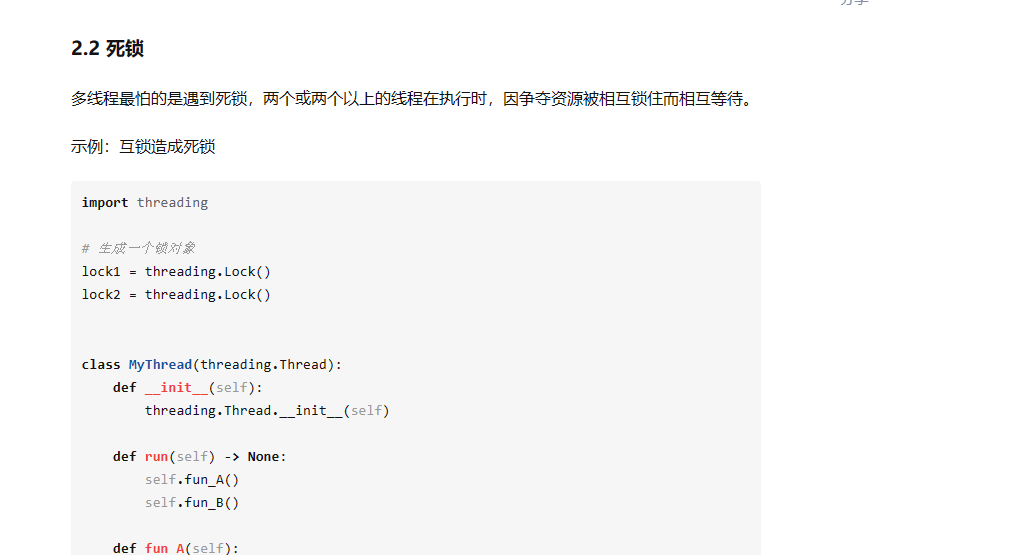 分享
2.2 死锁
多线程最怕的是遇到死锁，两个或两个以上的线程在执行时，因争夺资源被相互锁住而相互等待。
示例：互锁造成死锁
import threading
# 生成一个锁对象
lock1 = threading.Lock()
lock2 = threading.Lock()
class MyThread(threading.Thread):
    def __init__(self):
        threading.Thread.__init__(self)
    def run(self) -> None:
        self.fun_A()
        self.fun_B()
    def fun_A(self):